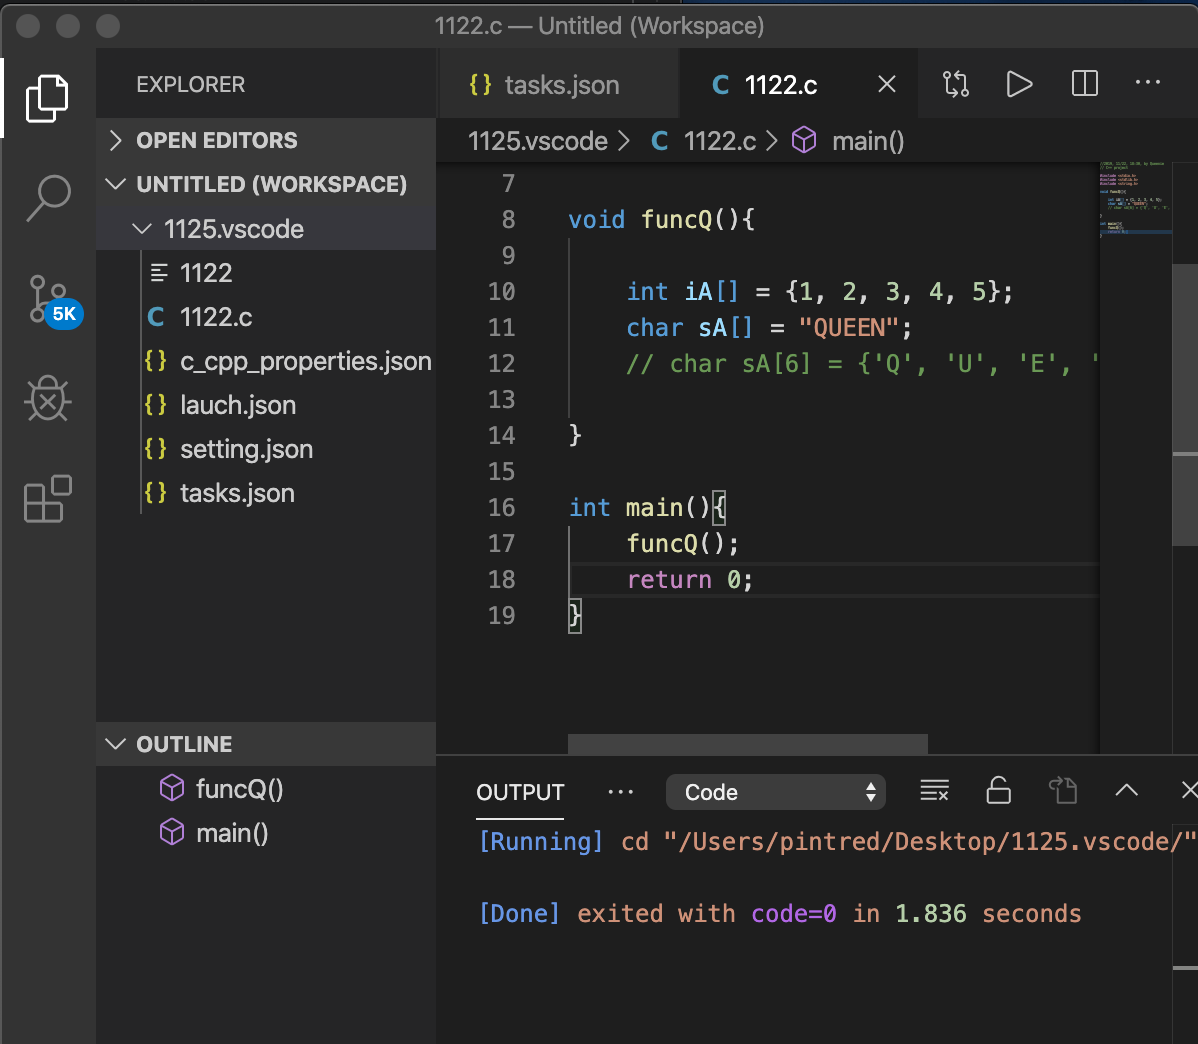 1122.c — Untitled (Workspace)
EXPLORER
OPEN EDITORS
UNTITLED (WORKSPACE)
1125.vscode
1122
C 1122.c
{} c_cpp_properties.json
{} lauch.json
{} setting.json
{} tasks.json
5K
OUTLINE
funcQ()
main()
{} tasks.json
C 1122.c
1125.vscode > C 1122.c > main()
7
8 void funcQ(){
9
10 int iA[] = {1, 2, 3, 4, 5};
11 char sA[] = "QUEEN";
12 // char sA[6] = {'Q', 'U', 'E', '
13
14 }
15
16 int main(){
17 funcQ();
18 return 0;
19 }
OUTPUT ... Code
[Running] cd "/Users/pintred/Desktop/1125.vscode/"
[Done] exited with code=0 in 1.836 seconds